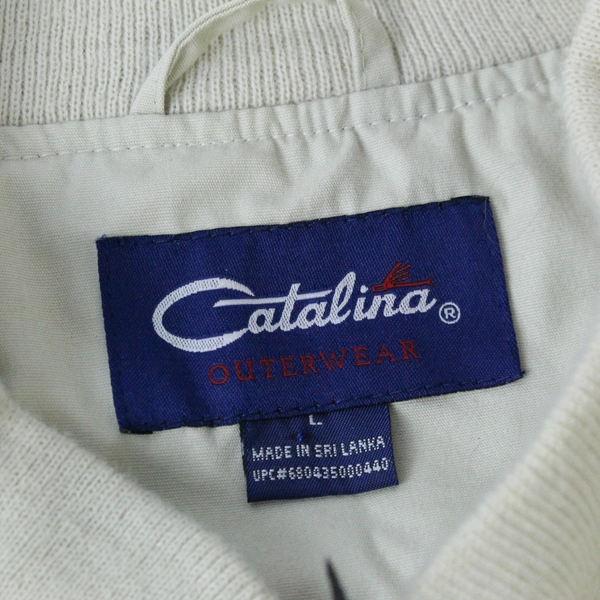 Catalina®
OUTERWEAR
L
MADE IN SRI LANKA
UPC#680435000440